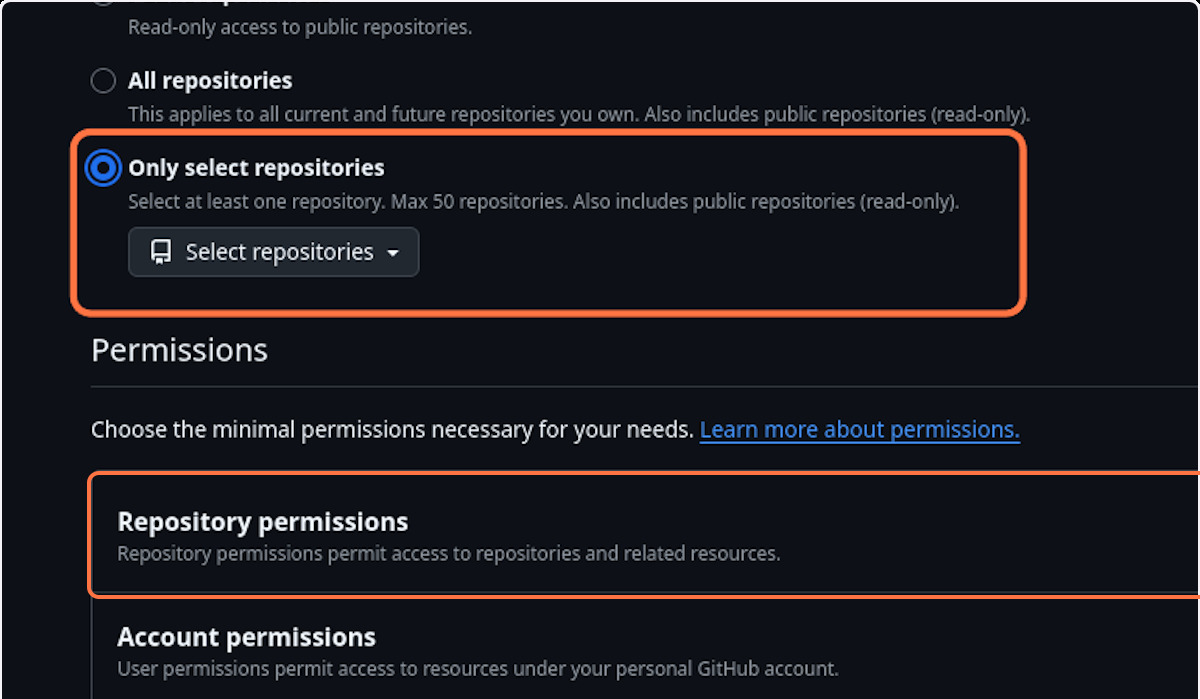 Read-only access to public repositories.
All repositories
This applies to all current and future repositories you own. Also includes public repositories (read-only).
Only select repositories
Select at least one repository. Max 50 repositories. Also includes public repositories (read-only).
Select repositories
Permissions
Choose the minimal permissions necessary for your needs. Learn more about permissions.
Repository permissions
Repository permissions permit access to repositories and related resources.
Account permissions
User permissions permit access to resources under your personal GitHub account.